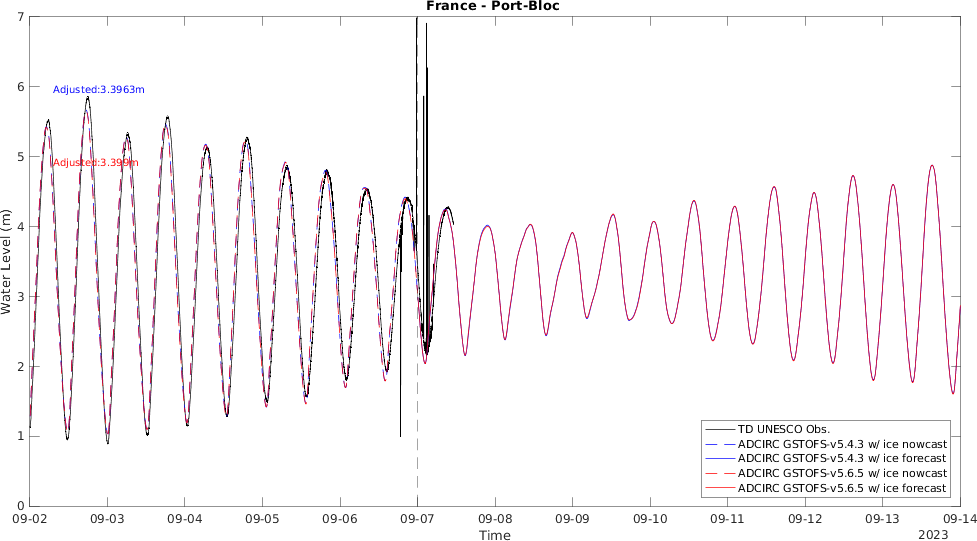 France - Port-Bloc
7
6
5
4
3
2
1
0
Water Level (m)
Adjusted:3.3963m
Adjusted:3.399m
TD UNESCO Obs.
ADCIRC GSTOFS-v5.4.3 w/ ice nowcast
ADCIRC GSTOFS-v5.4.3 w/ ice forecast
ADCIRC GSTOFS-v5.6.5 w/ ice nowcast
ADCIRC GSTOFS-v5.6.5 w/ ice forecast
09-02 09-03 09-04 09-05 09-06 09-07 09-08 09-09 09-10 09-11 09-12 09-13 09-14
Time
2023